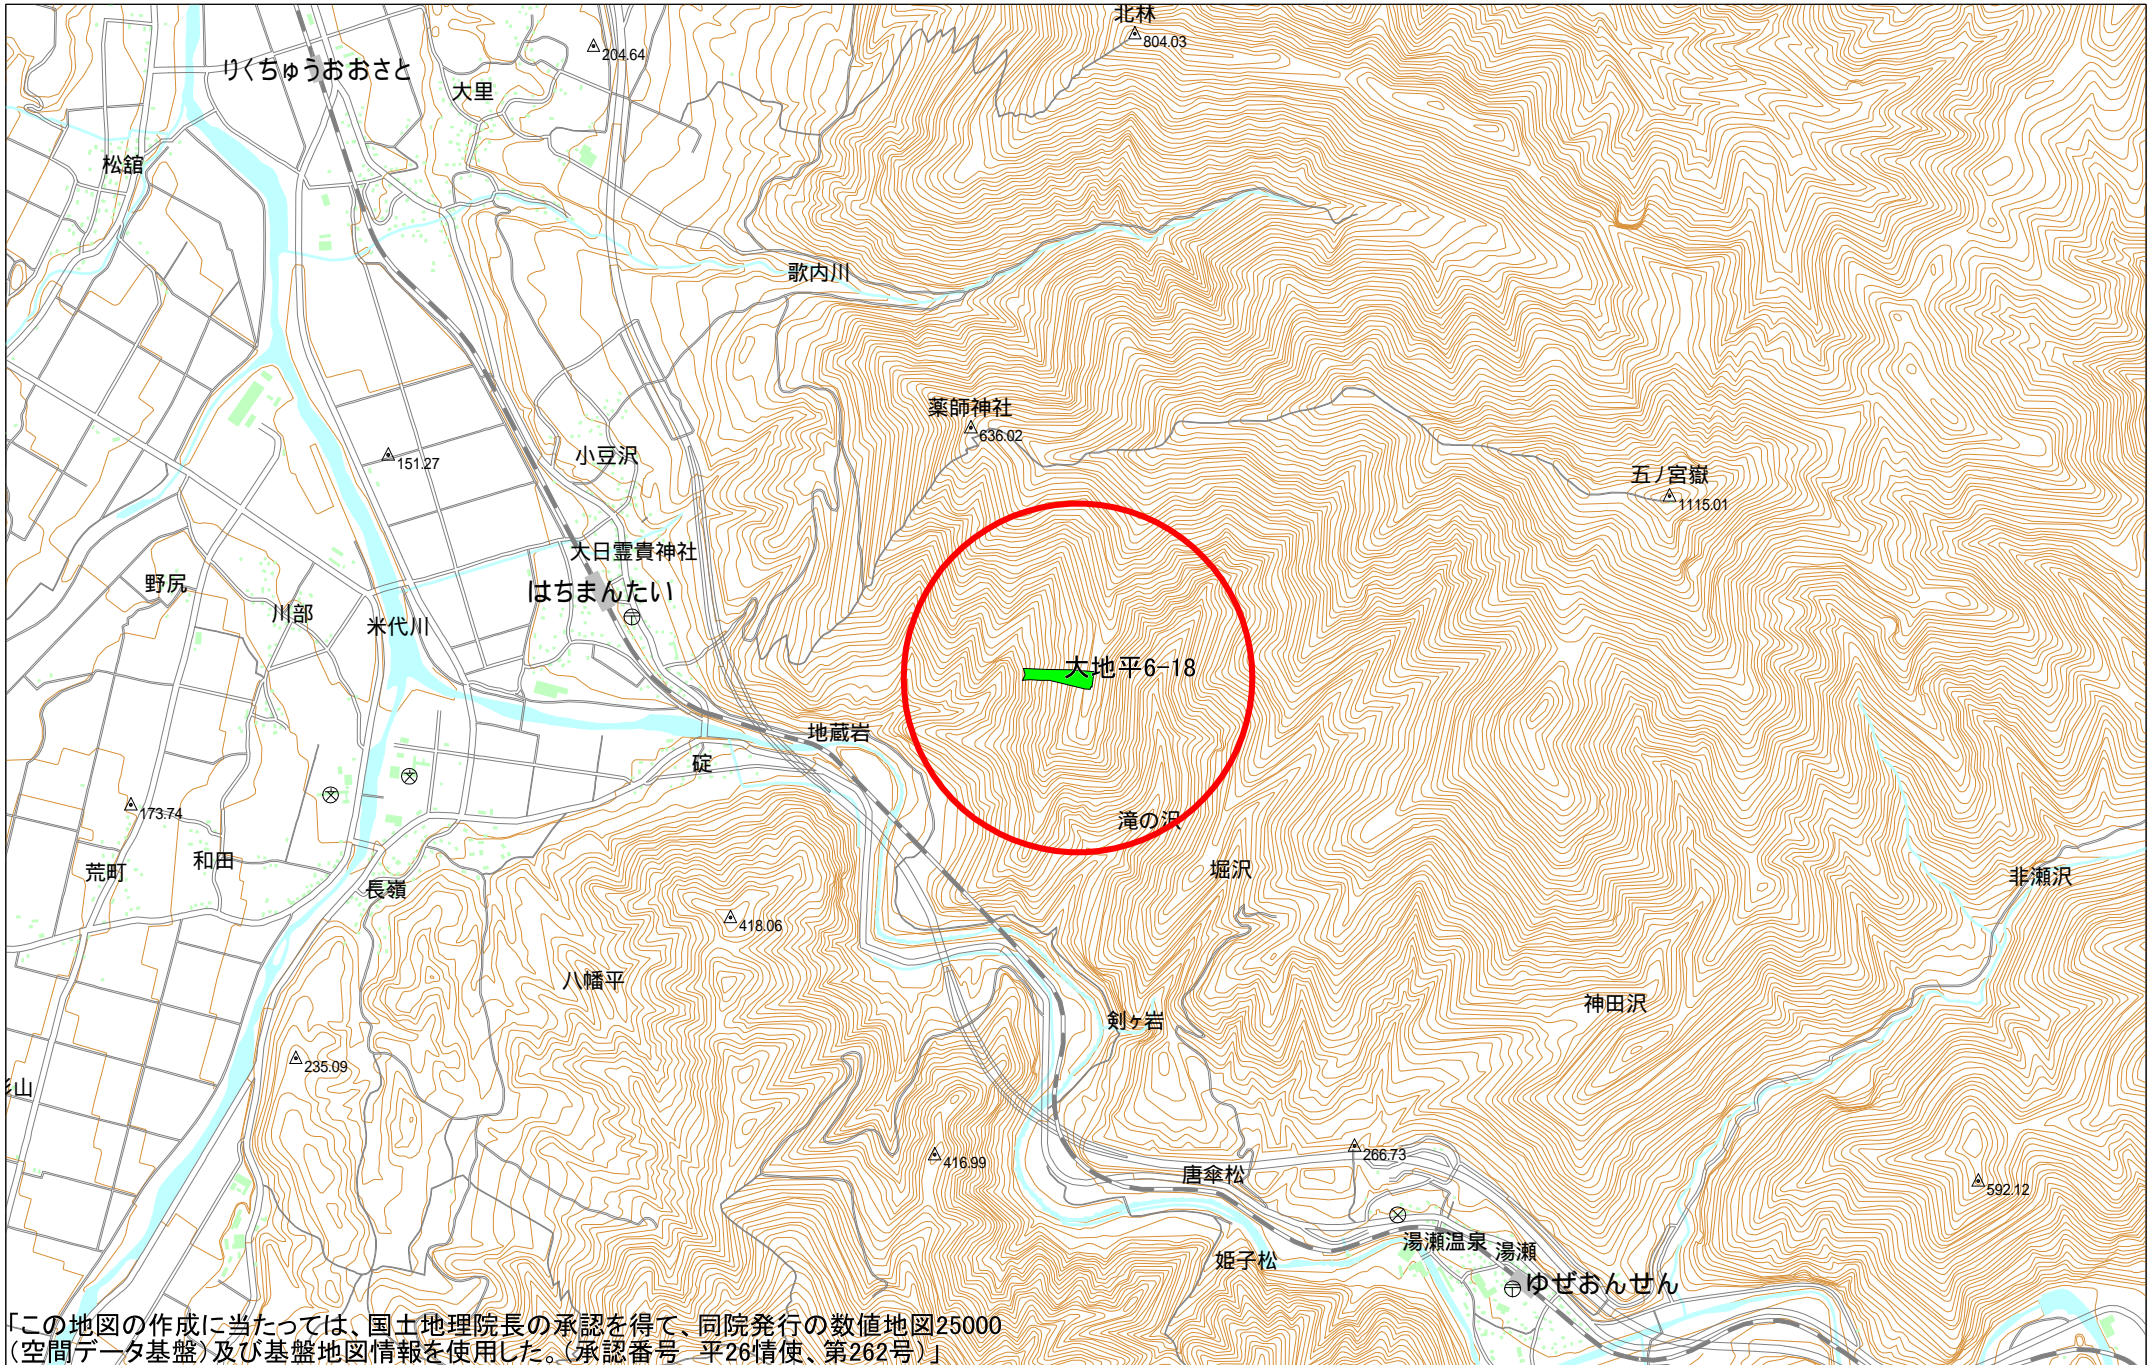 北林
804.03
204.64
りくちゅうおおさと
大里
松舘
歌内川
薬師神社
636.02
151.27
小豆沢
五ノ宮嶽
1115.01
大日霊貴神社
はちまんたい
野尻
川部
米代川
大地平6-18
地蔵岩
碇
173.74
滝の沢
荒町
和田
長嶺
堀沢
非瀬沢
418.06
八幡平
神田沢
剣ヶ岩
235.09
山
416.99
266.73
唐傘松
592.12
姫子松
湯瀬温泉
湯瀬
ゆぜおんせん
「この地図の作成に当たっては、国土地理院長の承認を得て、同院発行の数値地図25000
（空間データ基盤）及び基盤地図情報を使用した。（承認番号　平26情使、第262号）」